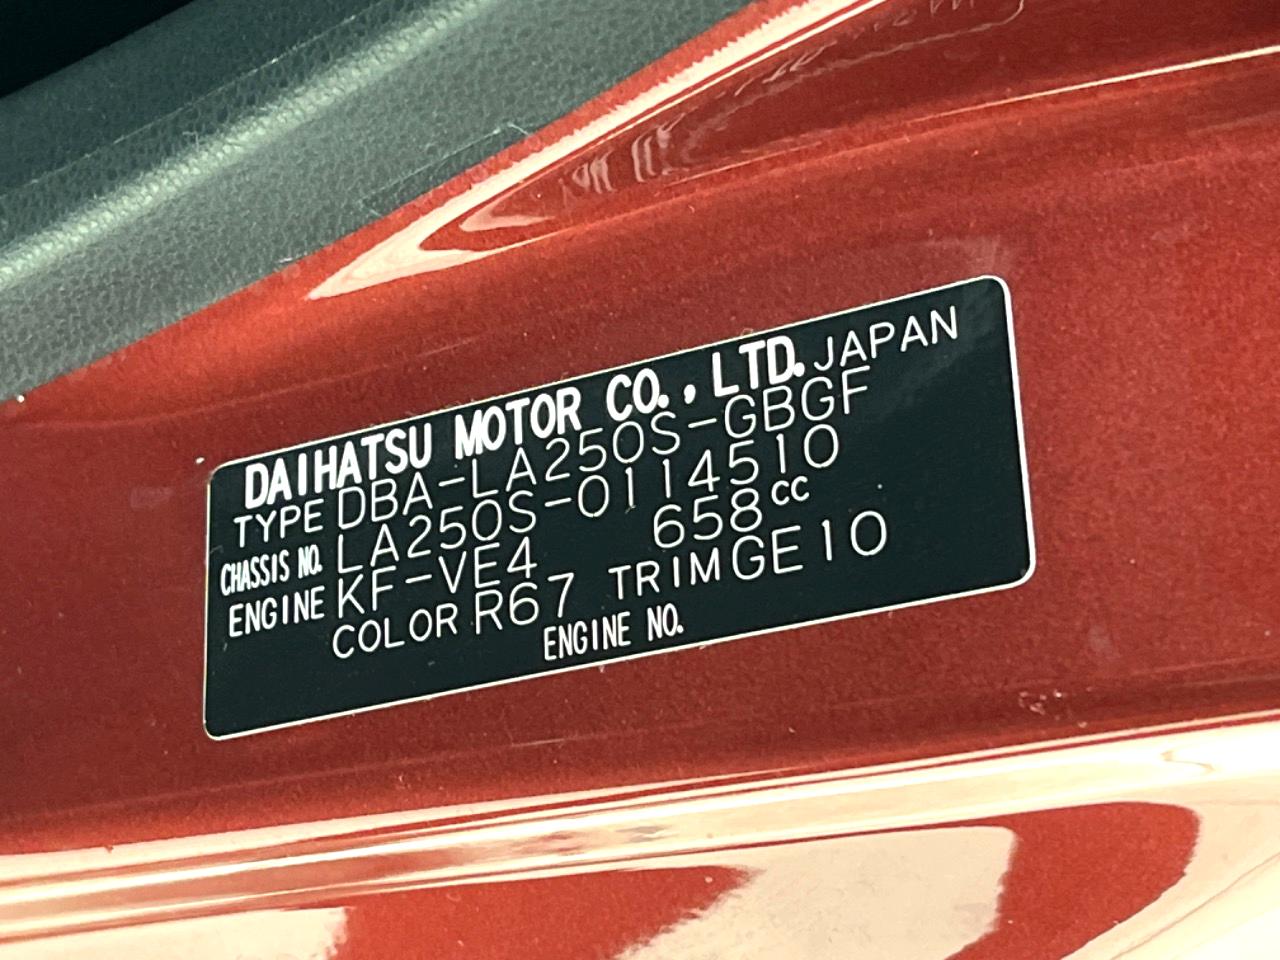 DAIHATSU MOTOR CO., LTD. JAPAN
TYPE DBA-LA250S-GBGF
CHASSIS NO. LA250S-0114510
ENGINE KF-VE4 658cc
COLOR R67 TRIM GE10
ENGINE NO.